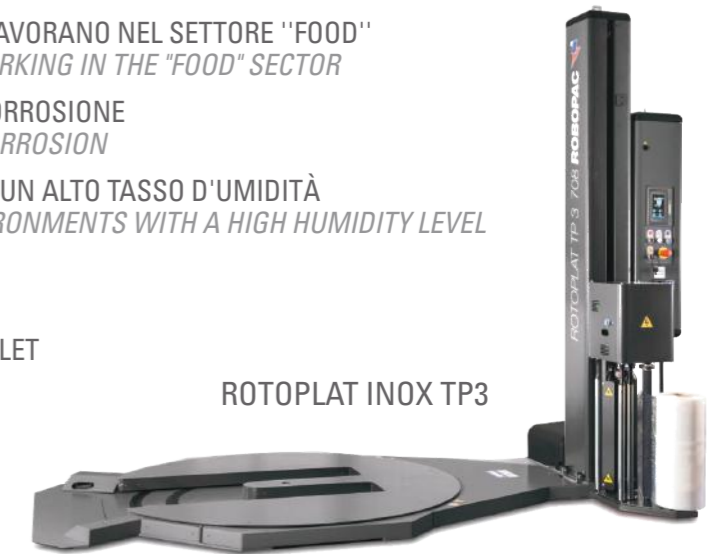 AVORANO NEL SETTORE ''FOOD''
RKING IN THE "FOOD" SECTOR
ORROSIONE
RROSION
UN ALTO TASSO D'UMIDITÀ
RONMENTS WITH A HIGH HUMIDITY LEVEL
LET
ROTOPLAT INOX TP3
ROTOPLAT TP 3 708 ROBOPAC